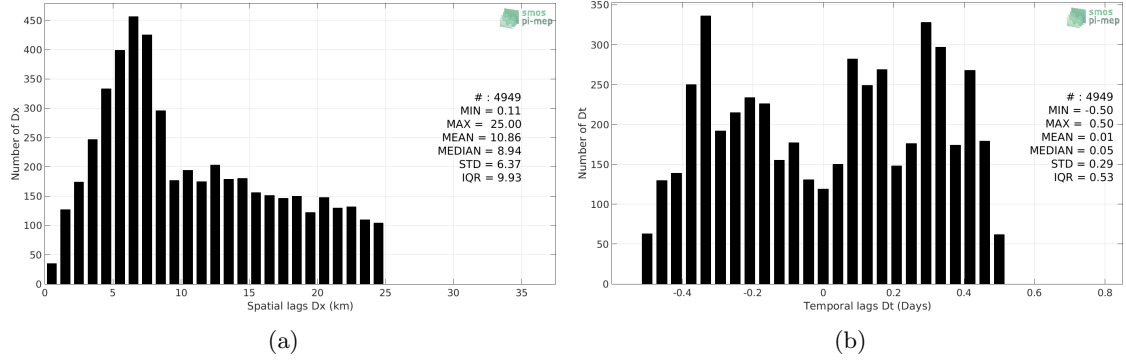 450
400
350
300
250
200
150
100
50
0
Number of Dx
0 5 10 15 20 25 30 35
Spatial lags Dx (km)
smos
pi-mep
# : 4949
MIN = 0.11
MAX = 25.00
MEAN = 10.86
MEDIAN = 8.94
STD = 6.37
IQR = 9.93
(a)
350
300
250
200
150
100
50
0
Number of Dt
-0.4 -0.2 0 0.2 0.4 0.6 0.8
Temporal lags Dt (Days)
smos
pi-mep
# : 4949
MIN = -0.50
MAX = 0.50
MEAN = 0.01
MEDIAN = 0.05
STD = 0.29
IQR = 0.53
(b)